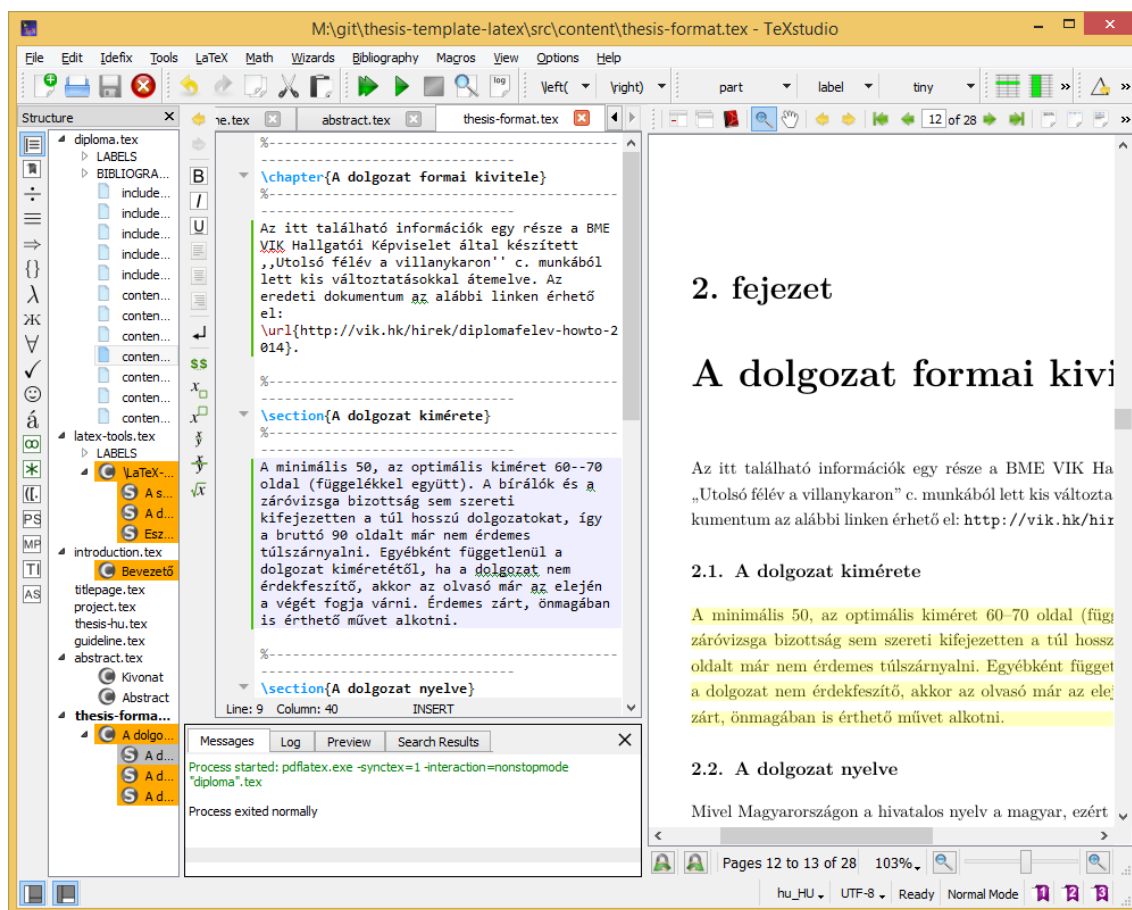 M:\git\thesis-template-latex\src\content\thesis-format.tex - TeXstudio
File Edit Idefix Tools LaTeX Math Wizards Bibliography Magros View Options Help
log \left( \right) part label tiny
Structure
ne.tex abstract.tex thesis-format.tex
12 of 28
diploma.tex
LABELS
BIBLIOGRA...
include...
include...
include...
include...
include...
conten...
conten...
conten...
conten...
conten...
conten...
conten...
latex-tools.tex
LABELS
\LaTeX-...
A s...
A d...
Esz...
introduction.tex
Bevezető
titlepage.tex
project.tex
thesis-hu.tex
guideline.tex
abstract.tex
Kivonat
Abstract
thesis-forma...
A dolgo...
A d...
A d...
A d...
PS
MP
TI
AS
B
I
U
$$
%------------------------------------------
------------------------------
\chapter{A dolgozat formai kivitele}
%------------------------------------------
------------------------------
Az itt található információk egy része a BME
VIK Hallgatói Képviselet által készített
,,Utolsó félév a villanykaron'' c. munkából
lett kis változtatásokkal átemelve. Az
eredeti dokumentum az alábbi linken érhető
el:
\url{http://vik.hk/hirek/diplomafelev-howto-2
014}.
%------------------------------------------
------------------------------
\section{A dolgozat kimérete}
%------------------------------------------
------------------------------
A minimális 50, az optimális kiméret 60--70
oldal (függelékkel együtt). A bírálók és a
záróvizsga bizottság sem szereti
kifejezetten a túl hosszú dolgozatokat, így
a bruttó 90 oldalt már nem érdemes
túlszárnyalni. Egyébként függetlenül a
dolgozat kiméretétől, ha a dolgozat nem
érdekfeszítő, akkor az olvasó már az elején
a végét fogja várni. Érdemes zárt, önmagában
is érthető művet alkotni.
%------------------------------------------
------------------------------
\section{A dolgozat nyelve}
Line: 9 Column: 40 INSERT
Messages Log Preview Search Results
Process started: pdflatex.exe -synctex=1 -interaction=nonstopmode
"diploma".tex
Process exited normally
2. fejezet
A dolgozat formai kivi
Az itt található információk egy része a BME VIK Ha
„Utolsó félév a villanykaron” c. munkából lett kis változta
kumentum az alábbi linken érhető el: http://vik.hk/hir
2.1. A dolgozat kimérete
A minimális 50, az optimális kiméret 60–70 oldal (függ
záróvizsga bizottság sem szereti kifejezetten a túl hossz
oldalt már nem érdemes túlszárnyalni. Egyébként függet
a dolgozat nem érdekfeszítő, akkor az olvasó már az elej
zárt, önmagában is érthető művet alkotni.
2.2. A dolgozat nyelve
Mivel Magyarországon a hivatalos nyelv a magyar, ezért
Pages 12 to 13 of 28 103%
hu_HU UTF-8 Ready Normal Mode 1 2 3